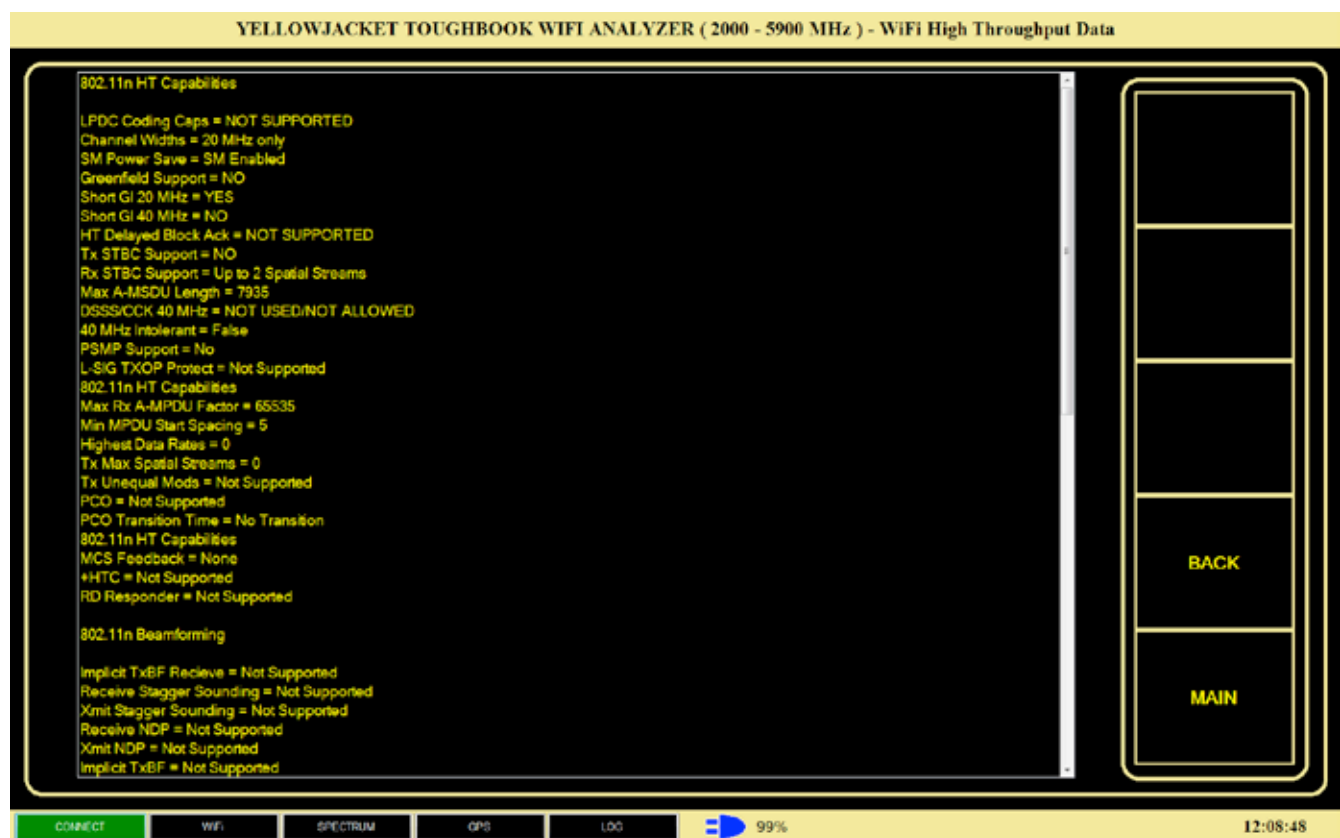 YELLOWJACKET TOUGHBOOK WIFI ANALYZER ( 2000 - 5900 MHz ) - WiFi High Throughput Data
802.11n HT Capabilities
LPDC Coding Caps = NOT SUPPORTED
Channel Widths = 20 MHz only
SM Power Save = SM Enabled
Greenfield Support = NO
Short GI 20 MHz = YES
Short GI 40 MHz = NO
HT Delayed Block Ack = NOT SUPPORTED
Tx STBC Support = NO
Rx STBC Support = Up to 2 Spatial Streams
Max A-MSDU Length = 7935
DSSS/CCK 40 MHz = NOT USED/NOT ALLOWED
40 MHz Intolerant = False
PSMP Support = No
L-SIG TXOP Protect = Not Supported
802.11n HT Capabilities
Max Rx A-MPDU Factor = 65535
Min MPDU Start Spacing = 5
Highest Data Rates = 0
Tx Max Spatial Streams = 0
Tx Unequal Mods = Not Supported
PCO = Not Supported
PCO Transition Time = No Transition
802.11n HT Capabilities
MCS Feedback = None
+HTC = Not Supported
RD Responder = Not Supported
802.11n Beamforming
Implicit TxBF Recieve = Not Supported
Receive Stagger Sounding = Not Supported
Xmit Stagger Sounding = Not Supported
Receive NDP = Not Supported
Xmit NDP = Not Supported
Implicit TxBF = Not Supported
BACK
MAIN
CONNECT WiFi SPECTRUM GPS LOG 99% 12:08:48